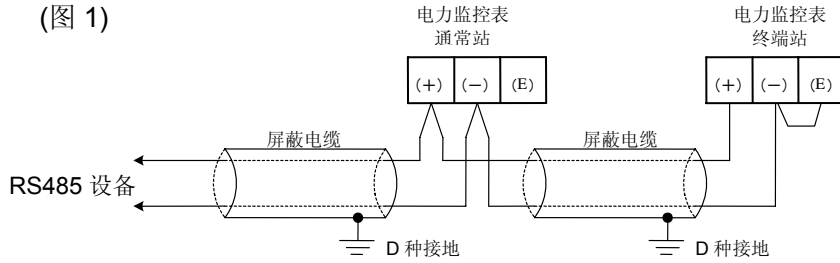 (图 1)
电力监控表
通常站
电力监控表
终端站
(+) (−) (E)
(+) (−) (E)
屏蔽电缆
屏蔽电缆
RS485 设备
D 种接地
D 种接地